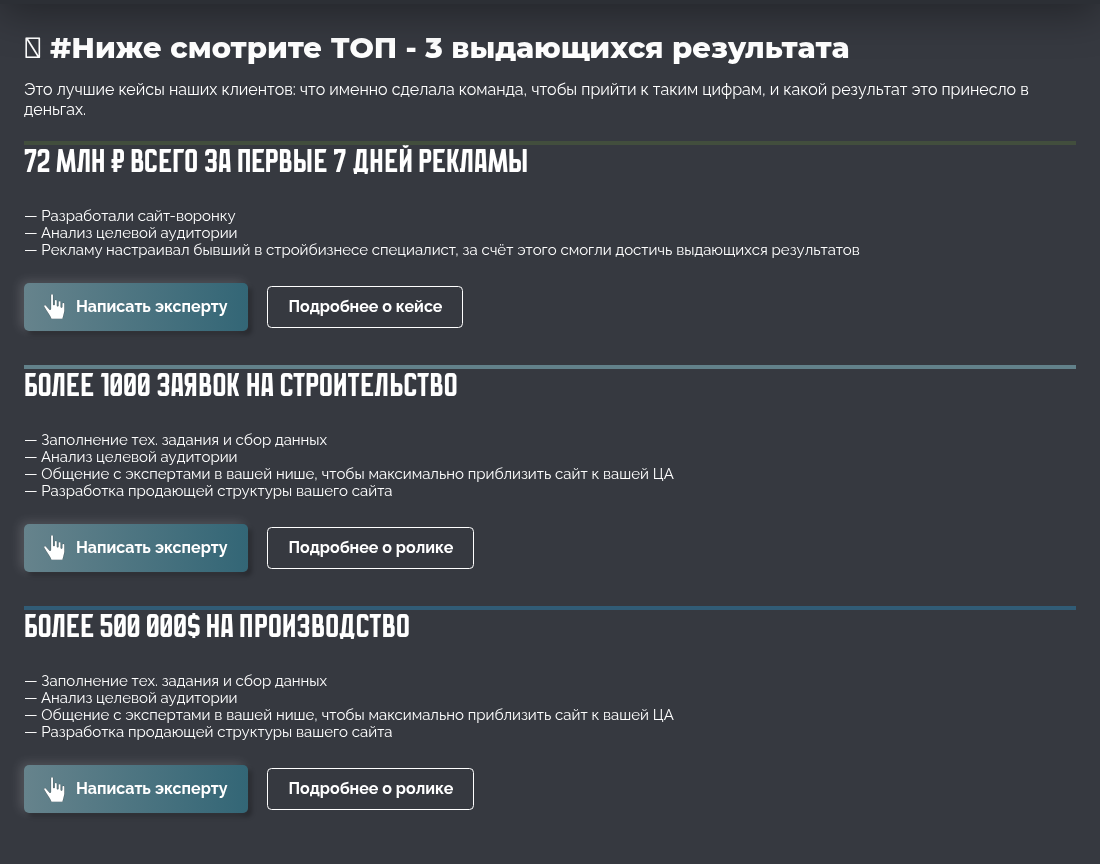 #Ниже смотрите ТОП - 3 выдающихся результата
Это лучшие кейсы наших клиентов: что именно сделала команда, чтобы прийти к таким цифрам, и какой результат это принесло в
деньгах.
72 МЛН ₽ ВСЕГО ЗА ПЕРВЫЕ 7 ДНЕЙ РЕКЛАМЫ
— Разработали сайт-воронку
— Анализ целевой аудитории
— Рекламу настраивал бывший в стройбизнесе специалист, за счёт этого смогли достичь выдающихся результатов
Написать эксперту
Подробнее о кейсе
БОЛЕЕ 1000 ЗАЯВОК НА СТРОИТЕЛЬСТВО
— Заполнение тех. задания и сбор данных
— Анализ целевой аудитории
— Общение с экспертами в вашей нише, чтобы максимально приблизить сайт к вашей ЦА
— Разработка продающей структуры вашего сайта
Написать эксперту
Подробнее о ролике
БОЛЕЕ 500 000$ НА ПРОИЗВОДСТВО
— Заполнение тех. задания и сбор данных
— Анализ целевой аудитории
— Общение с экспертами в вашей нише, чтобы максимально приблизить сайт к вашей ЦА
— Разработка продающей структуры вашего сайта
Написать эксперту
Подробнее о ролике